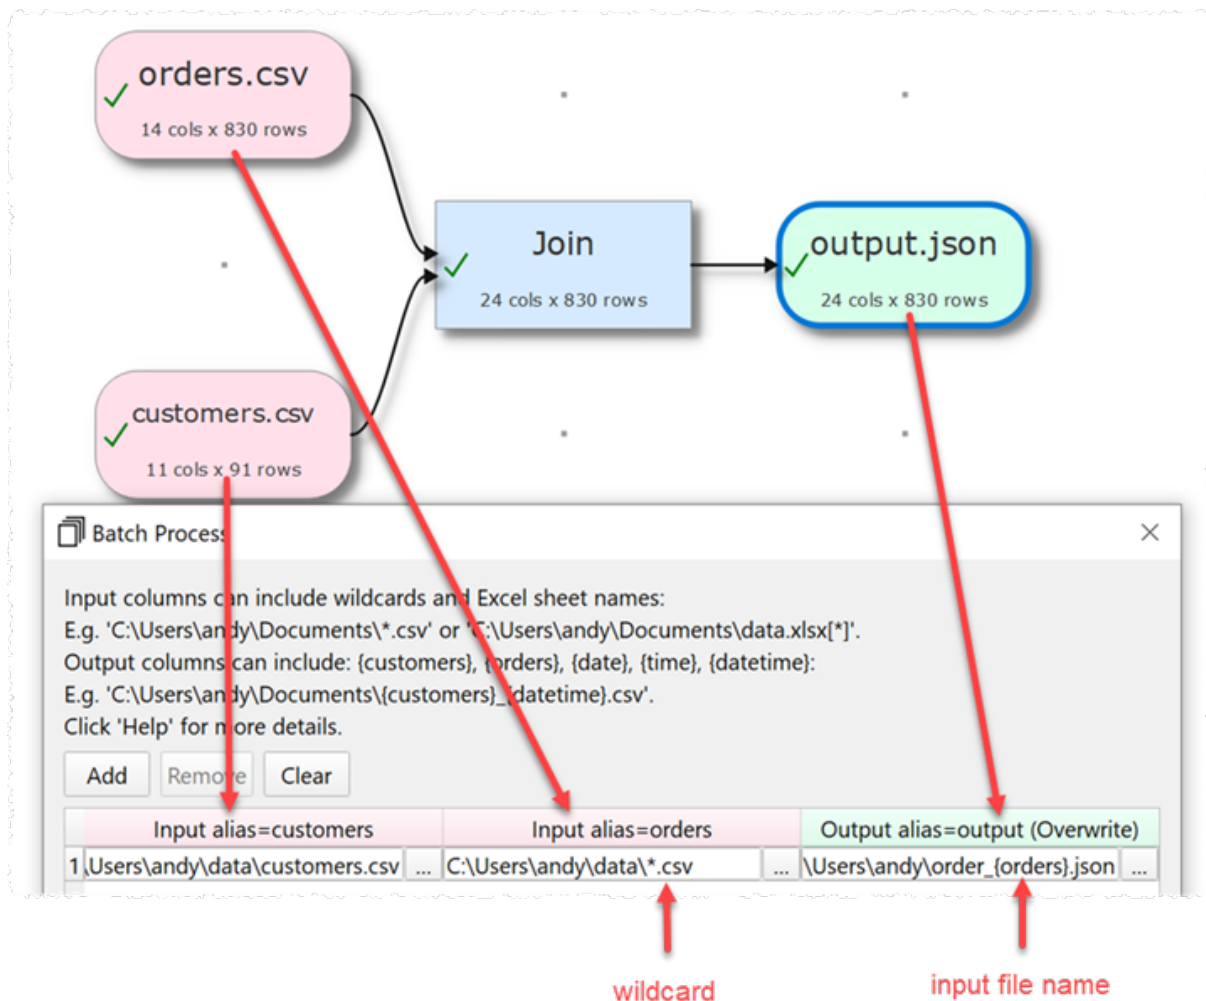 orders.csv
14 cols x 830 rows
Join
24 cols x 830 rows
output.json
24 cols x 830 rows
customers.csv
11 cols x 91 rows
Batch Process
Input columns can include wildcards and Excel sheet names:
E.g. 'C:\Users\andy\Documents\*.csv' or 'C:\Users\andy\Documents\data.xlsx[*]'.
Output columns can include: {customers}, {orders}, {date}, {time}, {datetime}:
E.g. 'C:\Users\andy\Documents\{customers}_{datetime}.csv'.
Click 'Help' for more details.
Add Remove Clear
Input alias=customers Input alias=orders Output alias=output (Overwrite)
1 \Users\andy\data\customers.csv ... C:\Users\andy\data\*.csv ... \Users\andy\order_{orders}.json ...
wildcard input file name